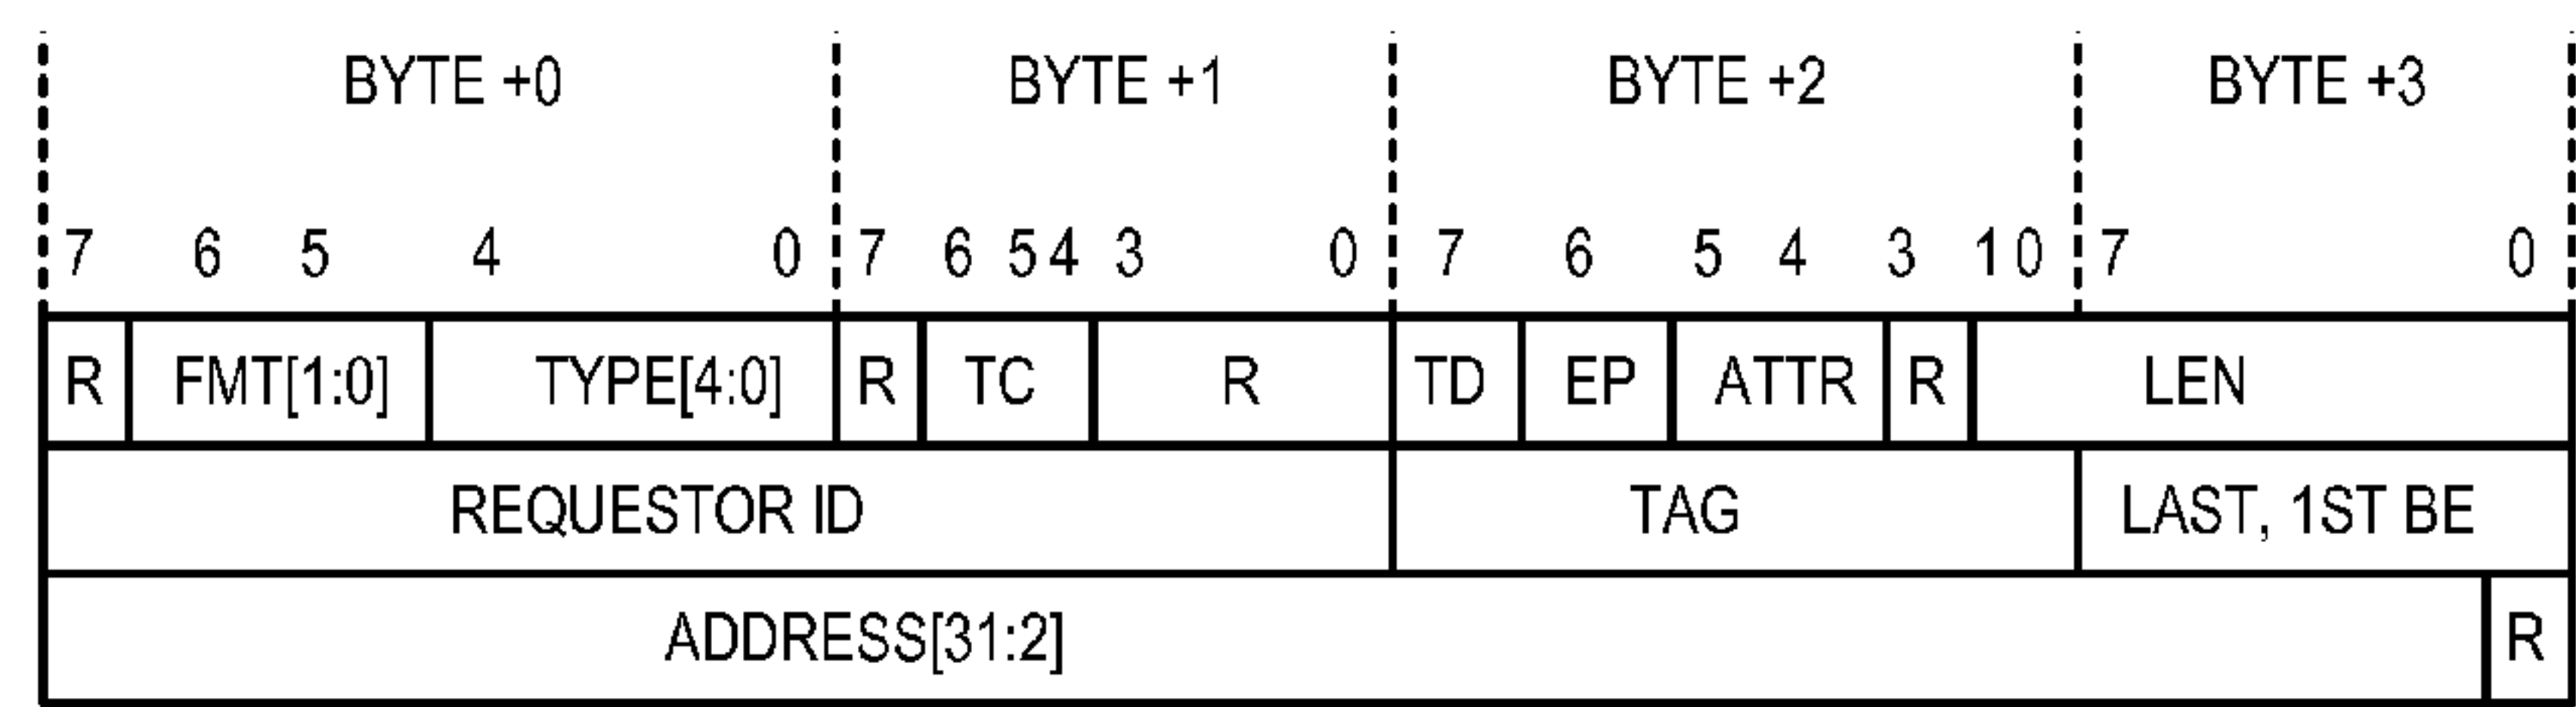 BYTE +0 BYTE +1 BYTE +2 BYTE +3
7 6 5 4 0 7 6 5 4 3 0 7 6 5 4 3 1 0 7 0
R FMT[1:0] TYPE[4:0] R TC R TD EP ATTR R LEN
REQUESTOR ID TAG LAST, 1ST BE
ADDRESS[31:2] R